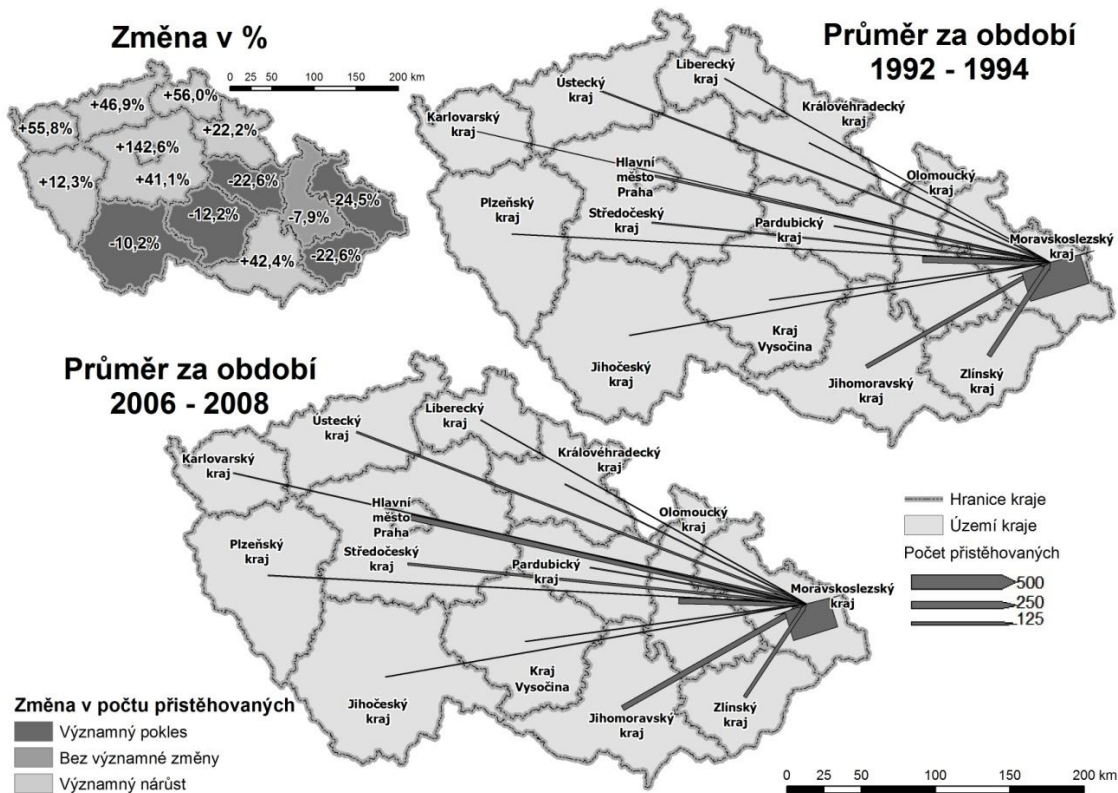 Změna v %
0 25 50 100 150 200 km
+46,9%
+56,0%
+55,8%
+22,2%
+142,6%
+12,3%
+41,1%
-22,6%
-24,5%
-12,2%
-7,9%
-10,2%
+42,4%
-22,6%
Průměr za období
1992 - 1994
Liberecký
kraj
Ústecký
kraj
Královéhradecký
kraj
Karlovarský
kraj
Hlavní
město
Praha
Olomoucký
kraj
Plzeňský
kraj
Středočeský
kraj
Pardubický
kraj
Moravskoslezský
kraj
Kraj
Vysočina
Jihočeský
kraj
Jihomoravský
Zlínský
kraj
Průměr za období
2006 - 2008
Liberecký
kraj
Ústecký
kraj
Královéhradecký
kraj
Karlovarský
kraj
Hlavní
město
Praha
Olomoucký
kraj
Plzeňský
kraj
Středočeský
kraj
Pardubický
kraj
Moravskoslezský
kraj
Kraj
Vysočina
Jihočeský
kraj
Jihomoravský
Zlínský
kraj
Hranice kraje
Území kraje
Počet přistěhovaných
500
250
125
Změna v počtu přistěhovaných
Významný pokles
Bez významné změny
Významný nárůst
0 25 50 100 150 200 km